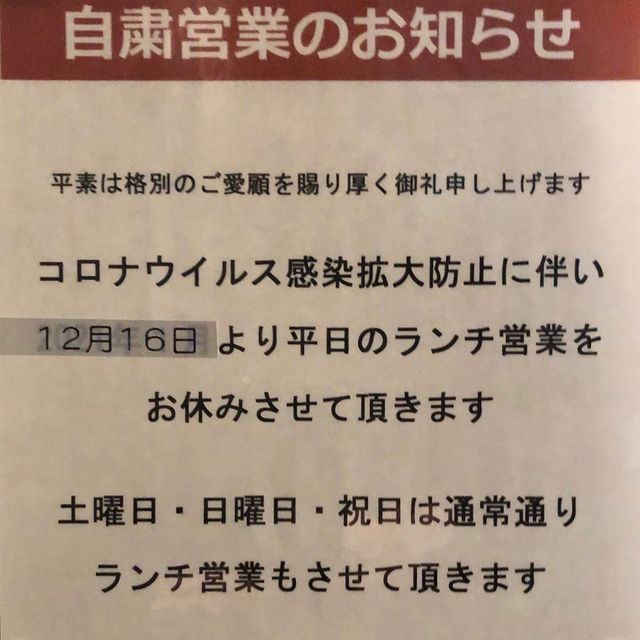 自粛営業のお知らせ
平素は格別のご愛顧を賜り厚く御礼申し上げます
コロナウイルス感染拡大防止に伴い
12月16日より平日のランチ営業を
お休みさせて頂きます
土曜日・日曜日・祝日は通常通り
ランチ営業もさせて頂きます